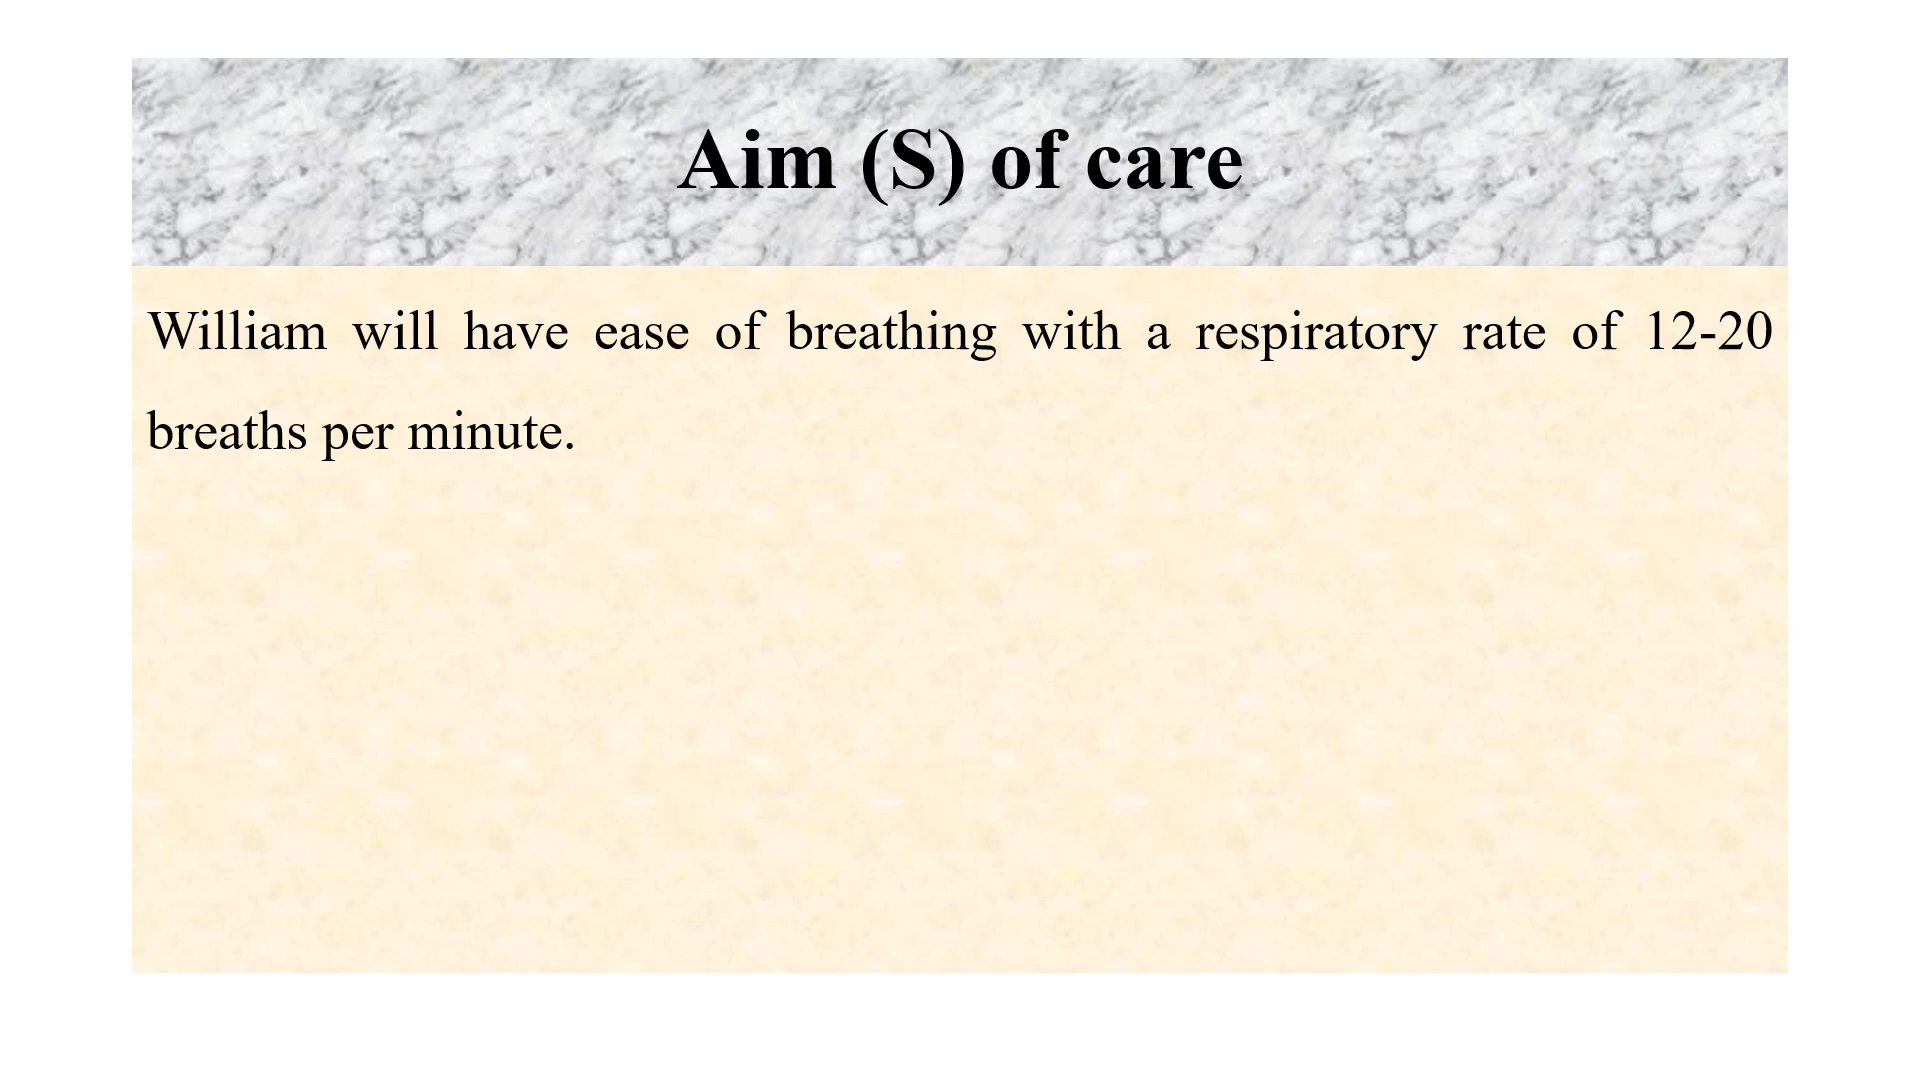 Aim (S) of care
William will have ease of breathing with a respiratory rate of 12-20
breaths per minute.